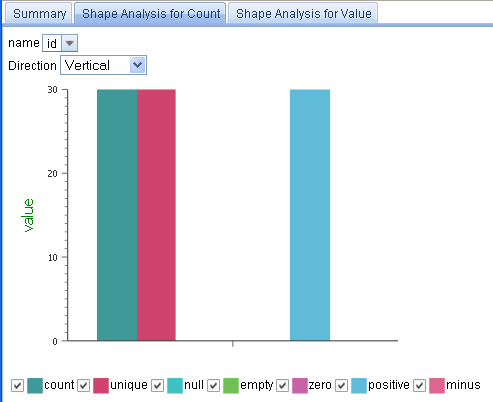 Summary Shape Analysis for Count Shape Analysis for Value
name id
Direction Vertical
30
20
value
10
0
count unique null empty zero positive minus